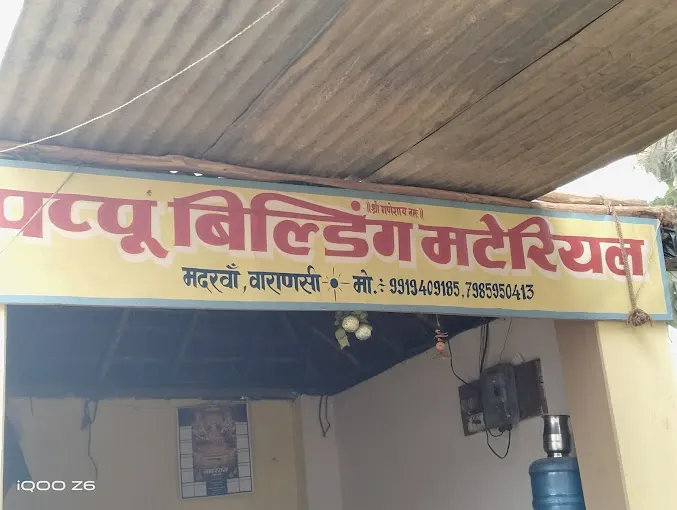 ॥ श्री गणेशाय नमः ॥
पप्पू बिल्डिंग मटेरियल
मदरवाँ, वाराणसी मो.: 9919409185, 7985950413
iQOO Z6